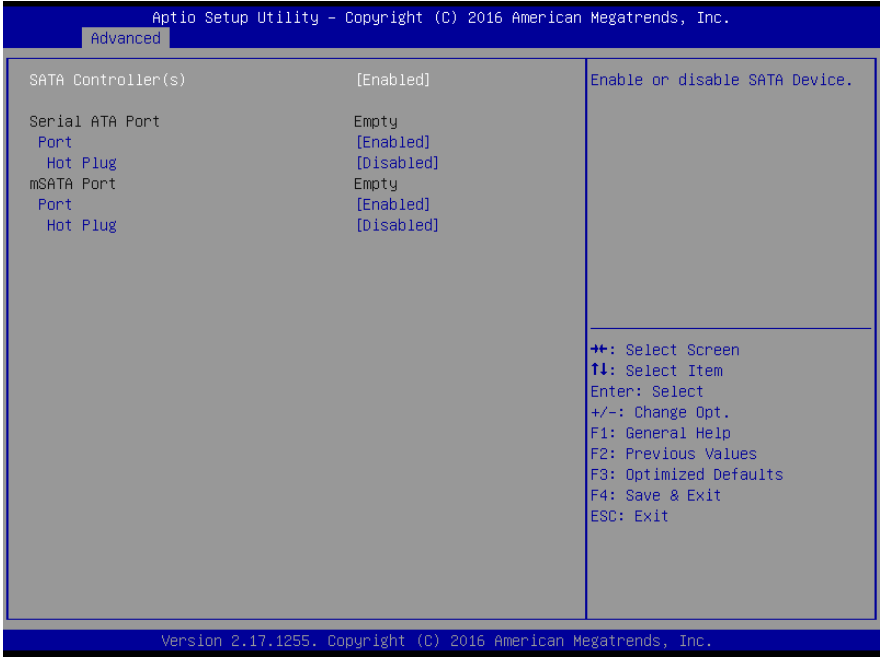 Aptio Setup Utility – Copyright (C) 2016 American Megatrends, Inc.
Advanced
SATA Controller(s) [Enabled]
Serial ATA Port Empty
Port [Enabled]
Hot Plug [Disabled]
mSATA Port Empty
Port [Enabled]
Hot Plug [Disabled]
Enable or disable SATA Device.
→←: Select Screen
↑↓: Select Item
Enter: Select
+/-: Change Opt.
F1: General Help
F2: Previous Values
F3: Optimized Defaults
F4: Save & Exit
ESC: Exit
Version 2.17.1255. Copyright (C) 2016 American Megatrends, Inc.